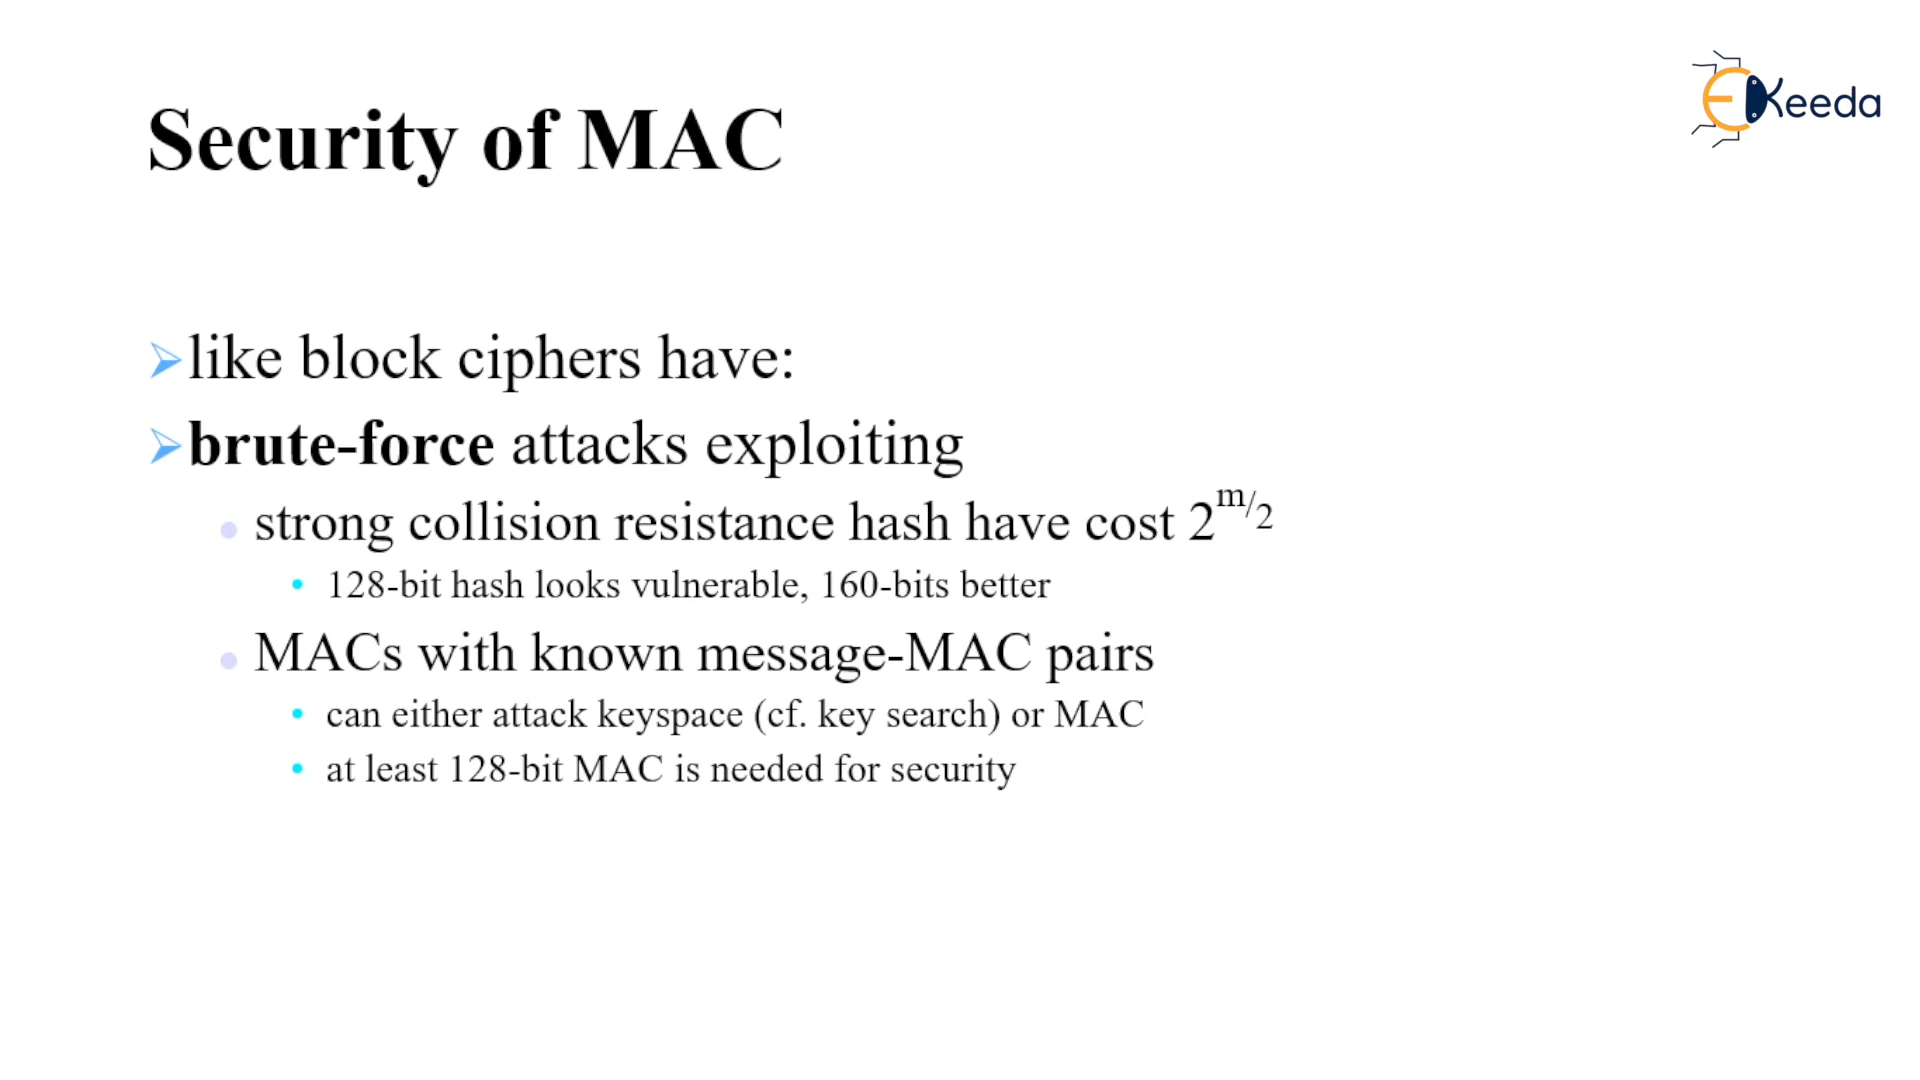 EKeeda
Security of MAC
like block ciphers have:
brute-force attacks exploiting
strong collision resistance hash have cost 2^m/2
128-bit hash looks vulnerable, 160-bits better
MACs with known message-MAC pairs
can either attack keyspace (cf. key search) or MAC
at least 128-bit MAC is needed for security